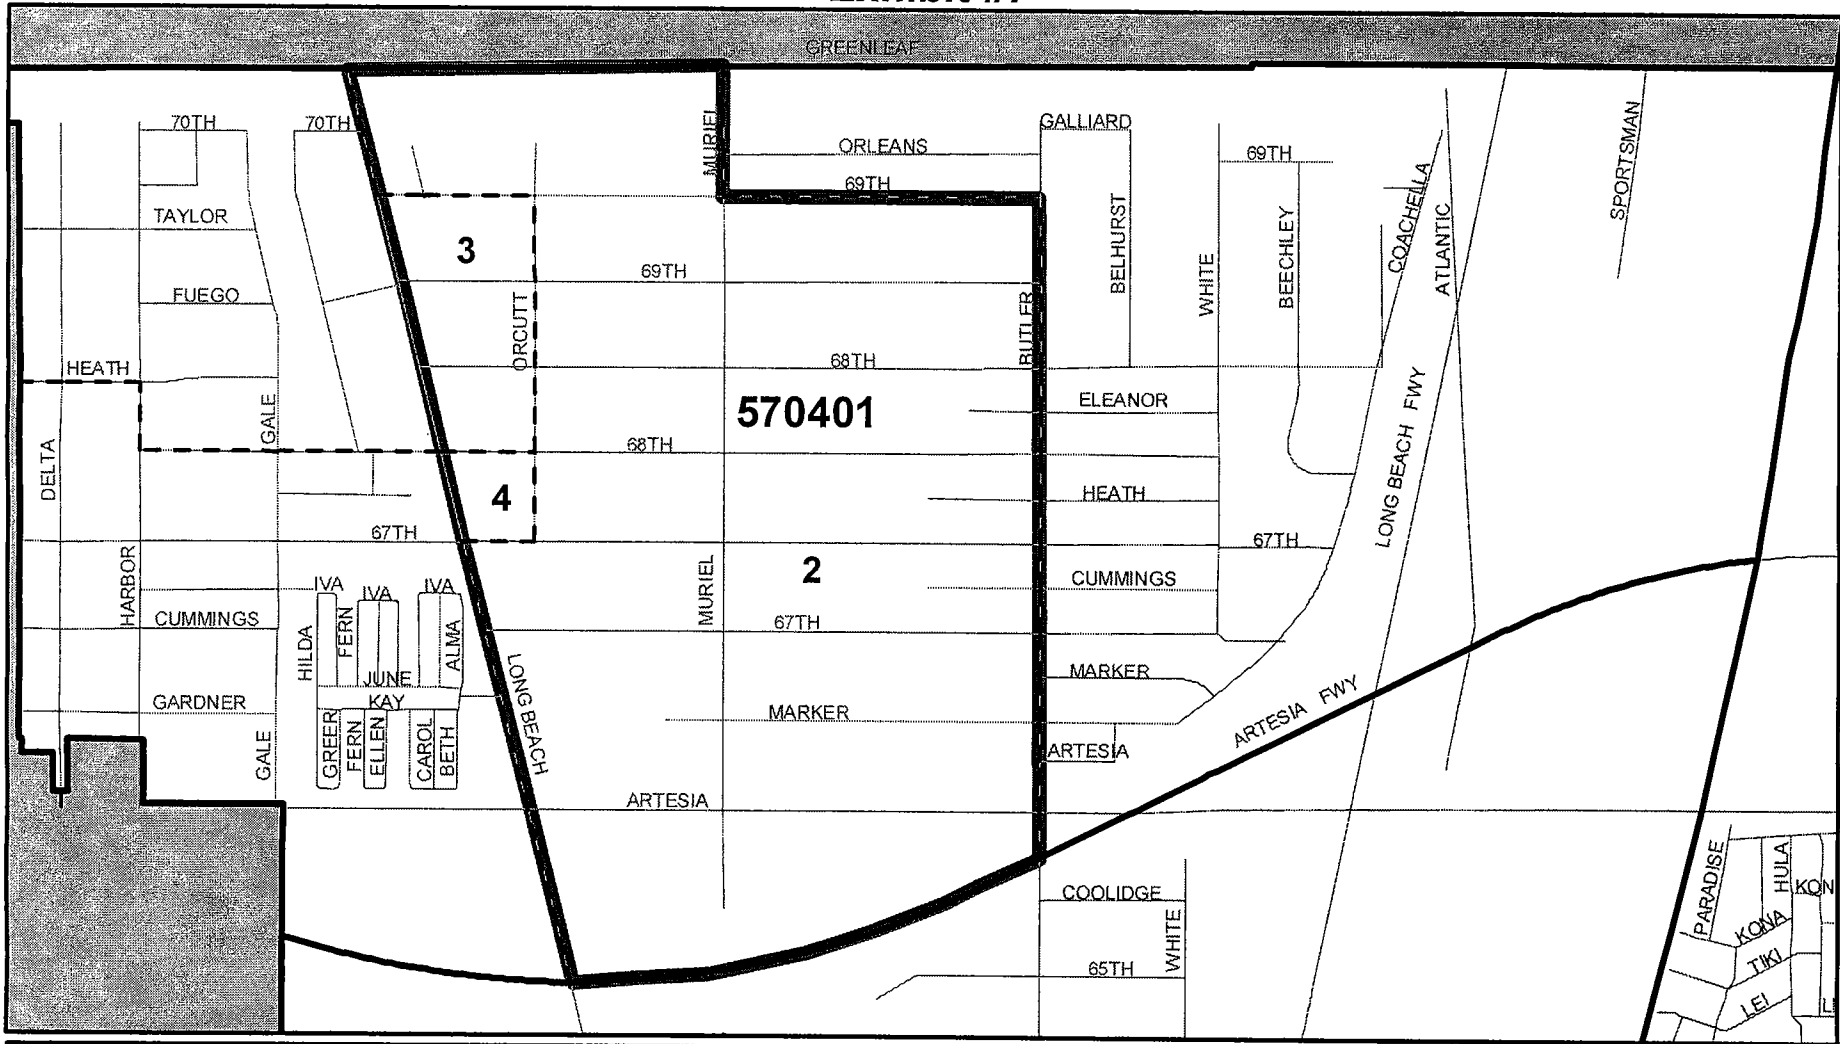 GREENLEAF
70TH
70TH
MURIEL
ORLEANS
GALLIARD
69TH
SPORTSMAN
69TH
TAYLOR
3
BELHURST
COACHELLA
ATLANTIC
BEECHLEY
WHITE
69TH
FUEGO
ORCUTT
BUTLER
HEATH
68TH
ELEANOR
570401
GALE
LONG BEACH FWY
68TH
DELTA
4
HEATH
67TH
67TH
HARBOR
MURIEL
2
CUMMINGS
IVA
IVA
IVA
CUMMINGS
HILDA
FERN
ALMA
67TH
LONG BEACH
JUNE
MARKER
KAY
GARDNER
MARKER
ARTESIA FWY
GALE
GREER
FERN
ELLEN
CAROL
BETH
ARTESIA
ARTESIA
PARADISE
HULA
KON
COOLIDGE
WHITE
KONA
65TH
TIKI
LEI